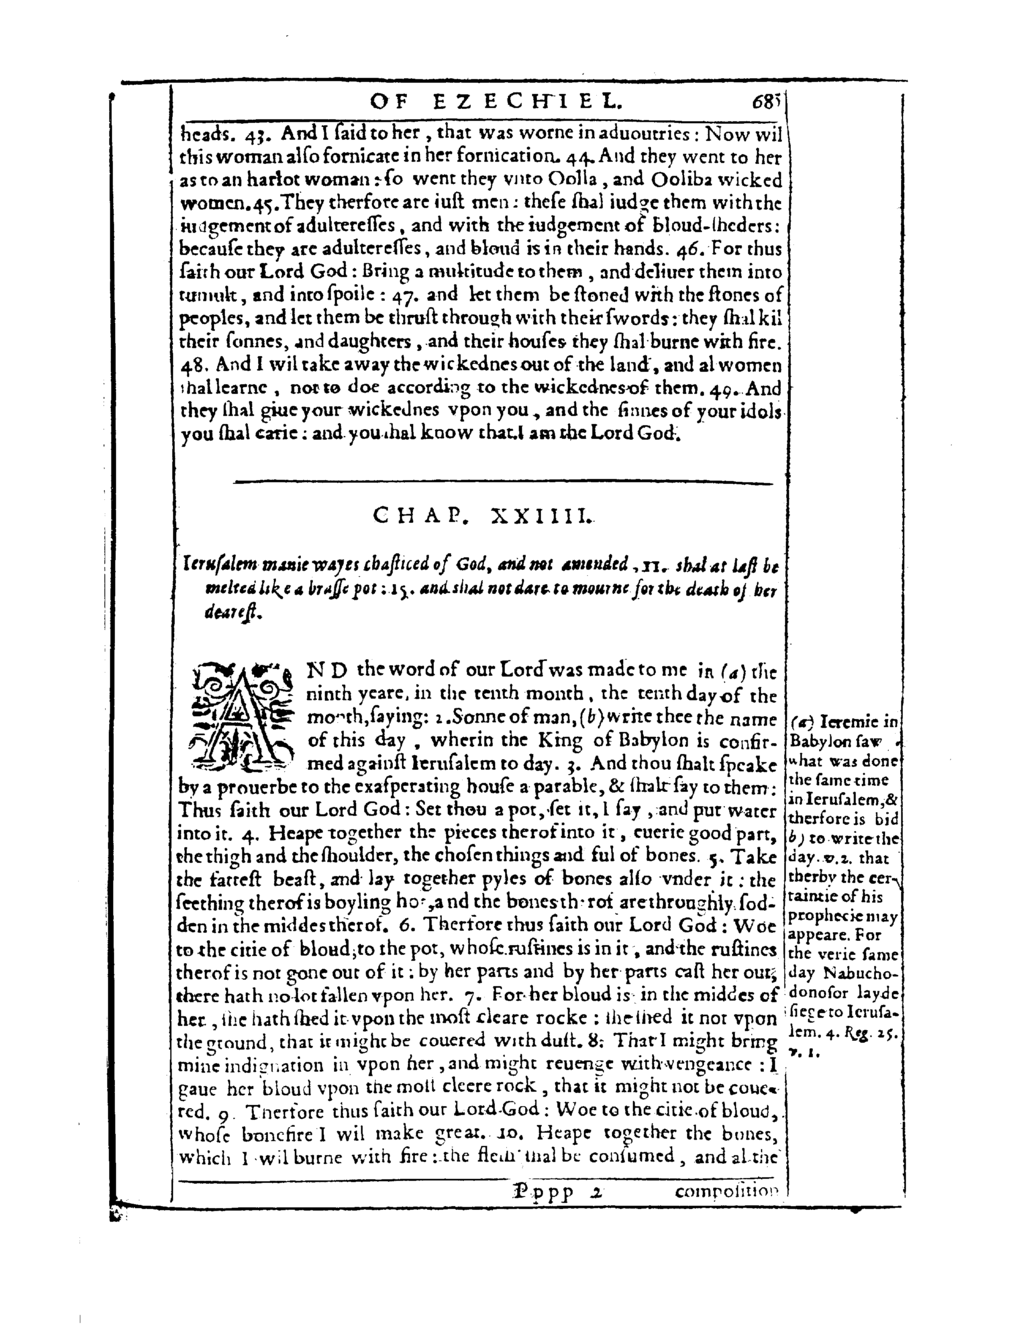 OF EZECHIEL. 685
heads. 43. And I ſaid to her, that was worne in aduoutries: Now wil
this woman alſo fornicate in her fornication. 44. And they went to her
as to an harlot woman: ſo went they vnto Oolla, and Ooliba wicked
women. 45. They therfore are iuſt men: theſe ſhal iudge them with the
iudgement of adultereſſes, and with the iudgement of bloud-ſheders:
becauſe they are adultereſſes, and bloud is in their hands. 46. For thus
ſaith our Lord God: Bring a multitude to them, and deliuer them into
tumult, and into ſpoile: 47. and let them be ſtoned with the ſtones of
peoples, and let them be thruſt through with their ſwords: they ſhal kil
their ſonnes, and daughters, and their houſes they ſhal burne with fire.
48. And I wil take away the wickednes out of the land, and al women
ſhal learne, not to doe according to the wickednes of them. 49. And
they ſhal giue your wickednes vpon you, and the ſinnes of your idols
you ſhal carie: and you ſhal know that I am the Lord God.
CHAP. XXIIII.
Ieruſalem manie wayes chaſticed of God, and not amended, 11. shal at laſt be
melted like a braſſe pot: 15. and shal not dare to mourne for the death of her
deareſt.
AND the word of our Lord was made to me in (a) the
ninth yeare, in the tenth month, the tenth day of the
month, ſaying: 2. Sonne of man, (b) write thee the name
of this day, wherin the King of Babylon is confir-
med againſt Ieruſalem to day. 3. And thou ſhalt ſpeake
by a prouerbe to the exaſperating houſe a parable, & ſhalt ſay to them:
Thus ſaith our Lord God: Set thou a pot, ſet it, I ſay, and put water
into it. 4. Heape together the pieces therof into it, euerie good part,
the thigh and the ſhoulder, the choſen things and ful of bones. 5. Take
the fatteſt beaſt, and lay together pyles of bones alſo vnder it: the
ſeething therof is boyling hot, and the bones therof are throughly ſod-
den in the middes therof. 6. Therfore thus ſaith our Lord God: Woe
to the citie of bloud, to the pot, whoſe ruſtines is in it, and the ruſtines
therof is not gone out of it: by her parts and by her parts caſt her out,
there hath no lot fallen vpon her. 7. For her bloud is in the middes of
her, ſhe hath ſhed it vpon the moſt cleare rocke: ſhe ſhed it not vpon
the ground, that it might be couered with duſt. 8. That I might bring
mine indignation in vpon her, and might reuenge with vengeance: I
gaue her bloud vpon the moſt cleere rock, that it might not be coue-
red. 9. Therfore thus ſaith our Lord God: Woe to the citie of bloud,
whoſe bonefire I wil make great. 10. Heape together the bones,
which I wil burne with fire: the fleſh ſhal be conſumed, and al the
(a) Ieremie in
Babylon ſaw
what was done
the ſame time
in Ieruſalem, &
therfore is bid
b) to write the
day. v. 2. that
therby the cer-
taintie of his
prophecie may
appeare. For
the verie ſame
day Nabucho-
donoſor layde
ſiege to Ieruſa-
lem. 4. Reg. 25.
v. 1.
Pppp 2 compoſition